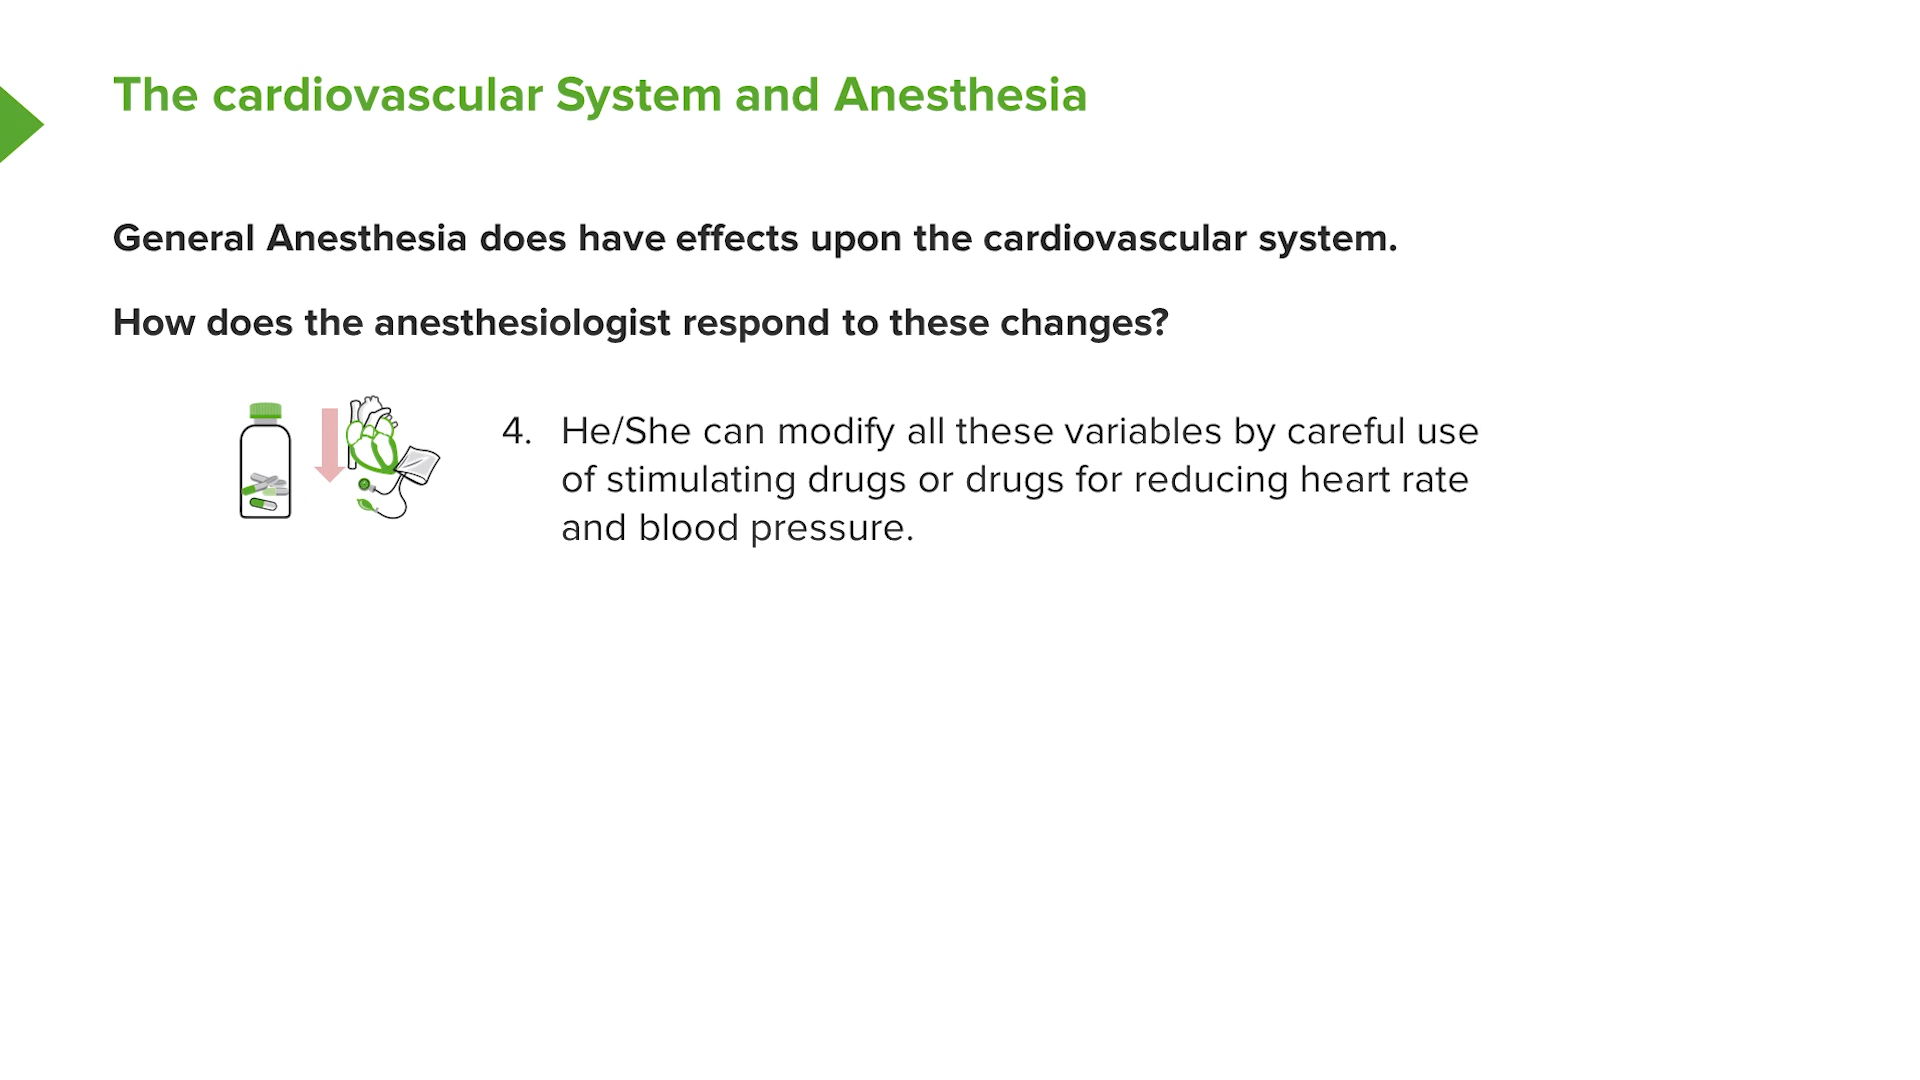 The cardiovascular System and Anesthesia
General Anesthesia does have effects upon the cardiovascular system.
How does the anesthesiologist respond to these changes?
4. He/She can modify all these variables by careful use
of stimulating drugs or drugs for reducing heart rate
and blood pressure.